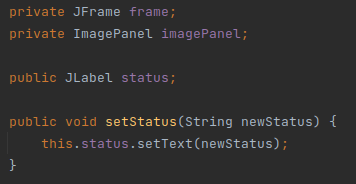 private JFrame frame;
private ImagePanel imagePanel;
public JLabel status;
public void setStatus(String newStatus) {
this.status.setText(newStatus);
}